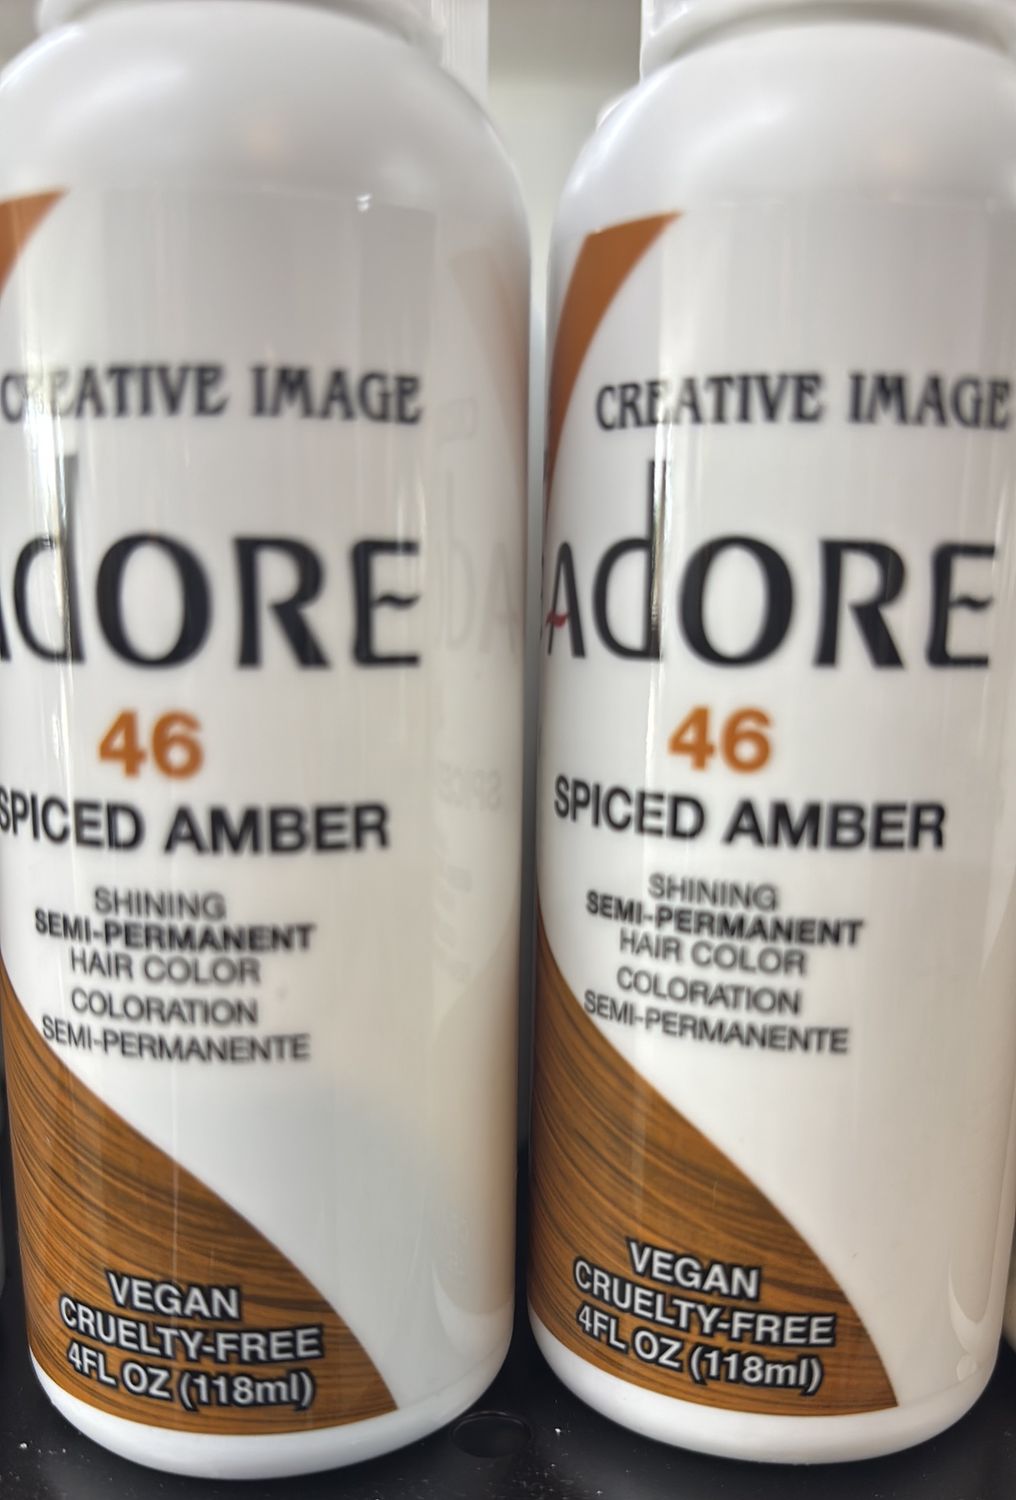 CREATIVE IMAGE
adORE
46
SPICED AMBER
SHINING
SEMI-PERMANENT
HAIR COLOR
COLORATION
SEMI-PERMANENTE
VEGAN
CRUELTY-FREE
4FL OZ (118ml)
CREATIVE IMAGE
AdORE
46
SPICED AMBER
SHINING
SEMI-PERMANENT
HAIR COLOR
COLORATION
SEMI-PERMANENTE
VEGAN
CRUELTY-FREE
4FL OZ (118ml)